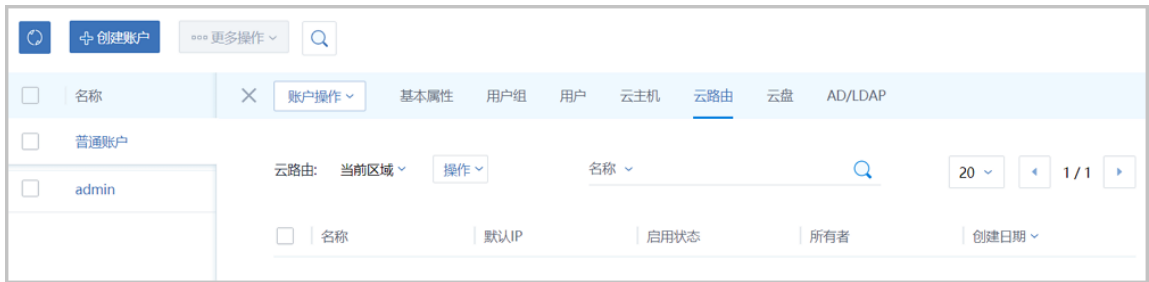 创建账户 更多操作
名称 账户操作 基本属性 用户组 用户 云主机 云路由 云盘 AD/LDAP
普通账户
云路由: 当前区域 操作 名称 20 1 / 1
admin
名称 默认IP 启用状态 所有者 创建日期